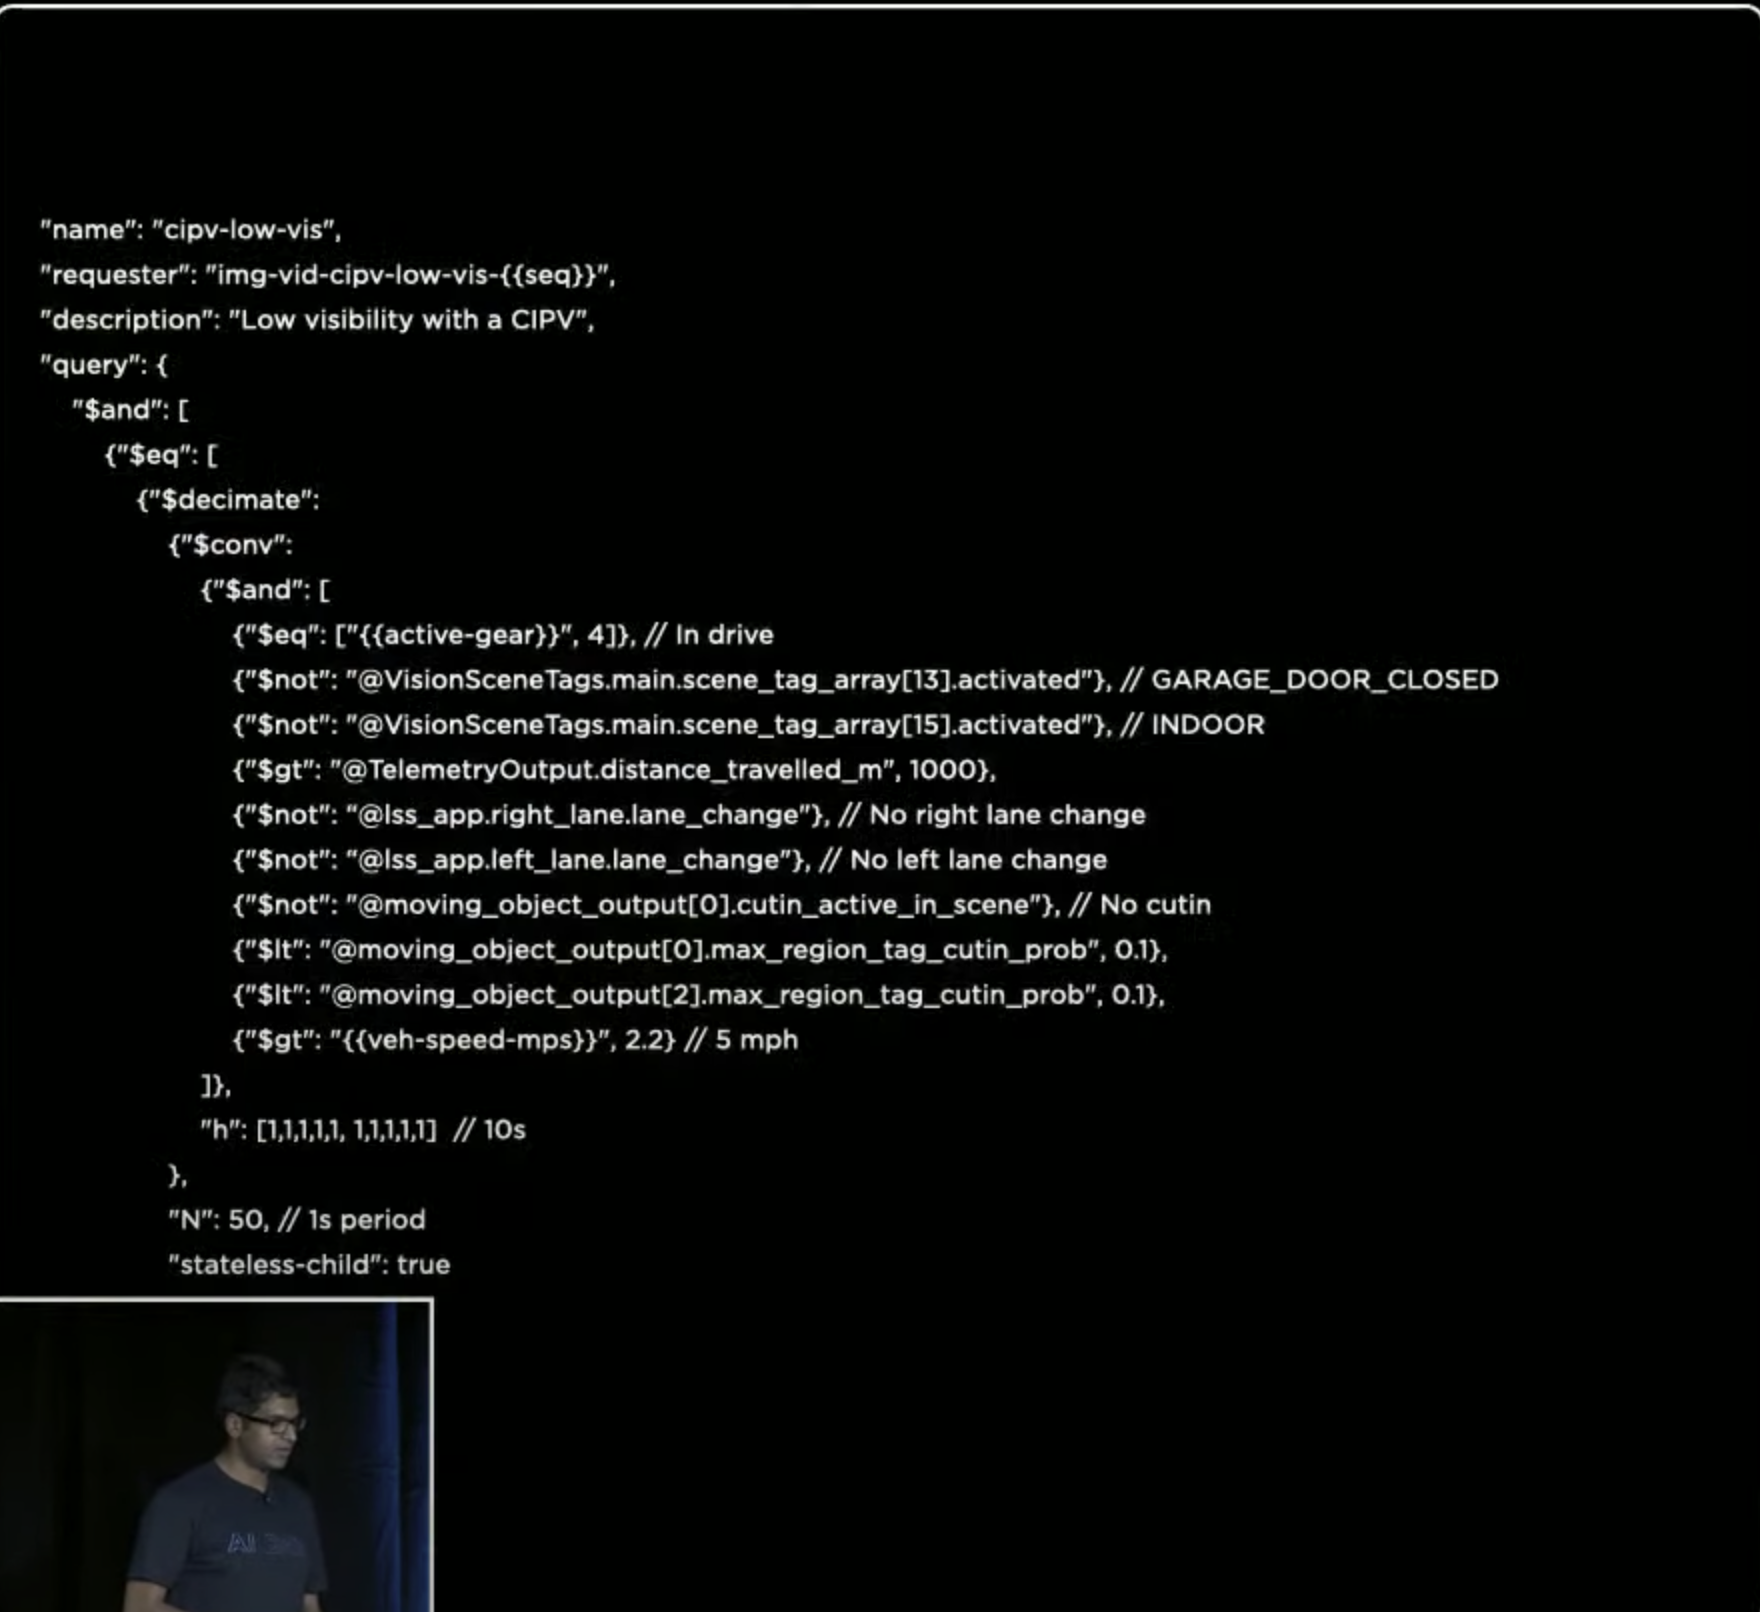 "name": "cipv-low-vis",
"requester": "img-vid-cipv-low-vis-{{seq}}",
"description": "Low visibility with a CIPV",
"query": {
"$and": [
{"$eq": [
{"$decimate":
{"$conv":
{"$and": [
{"$eq": ["{{active-gear}}", 4]}, // In drive
{"$not": "@VisionSceneTags.main.scene_tag_array[13].activated"}, // GARAGE_DOOR_CLOSED
{"$not": "@VisionSceneTags.main.scene_tag_array[15].activated"}, // INDOOR
{"$gt": "@TelemetryOutput.distance_travelled_m", 1000},
{"$not": "@lss_app.right_lane.lane_change"}, // No right lane change
{"$not": "@lss_app.left_lane.lane_change"}, // No left lane change
{"$not": "@moving_object_output[0].cutin_active_in_scene"}, // No cutin
{"$lt": "@moving_object_output[0].max_region_tag_cutin_prob", 0.1},
{"$lt": "@moving_object_output[2].max_region_tag_cutin_prob", 0.1},
{"$gt": "{{veh-speed-mps}}", 2.2} // 5 mph
]},
"h": [1,1,1,1,1, 1,1,1,1,1]  // 10s
},
"N": 50, // 1s period
"stateless-child": true
AI